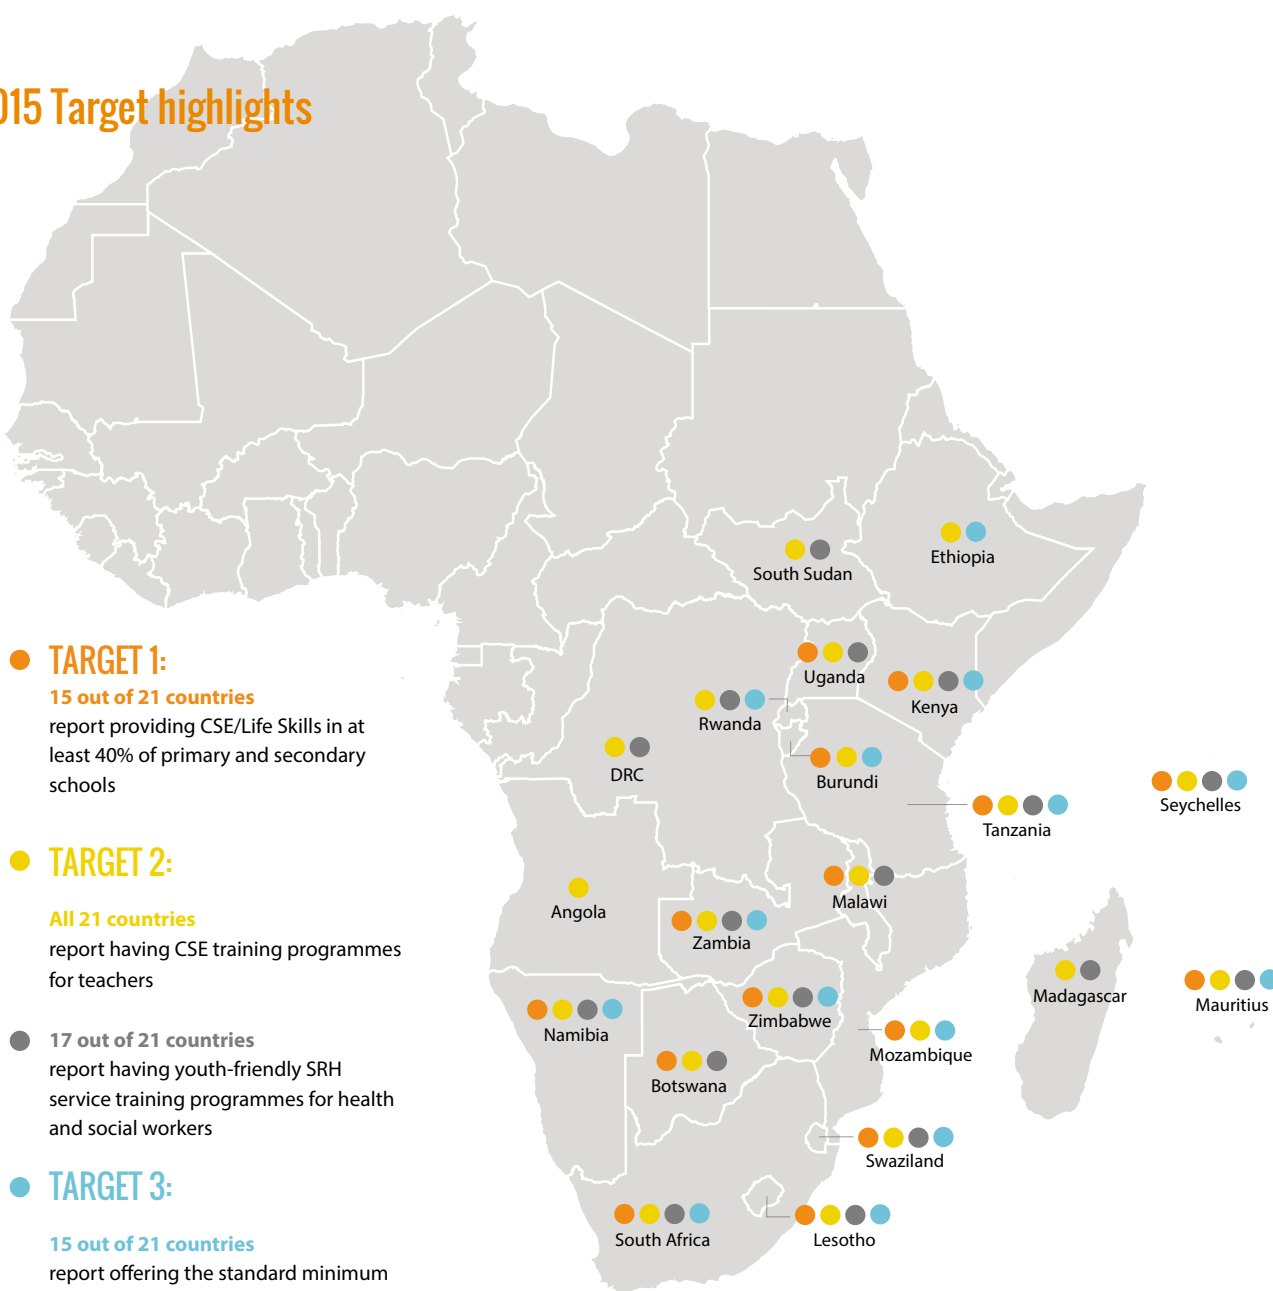 015 Target highlights
South Sudan
Ethiopia
Uganda
Kenya
Rwanda
DRC
Burundi
Seychelles
Tanzania
Angola
Malawi
Zambia
Madagascar
Mauritius
Namibia
Zimbabwe
Mozambique
Botswana
Swaziland
South Africa
Lesotho
TARGET 1:
15 out of 21 countries
report providing CSE/Life Skills in at
least 40% of primary and secondary
schools
TARGET 2:
All 21 countries
report having CSE training programmes
for teachers
17 out of 21 countries
report having youth-friendly SRH
service training programmes for health
and social workers
TARGET 3:
15 out of 21 countries
report offering the standard minimum